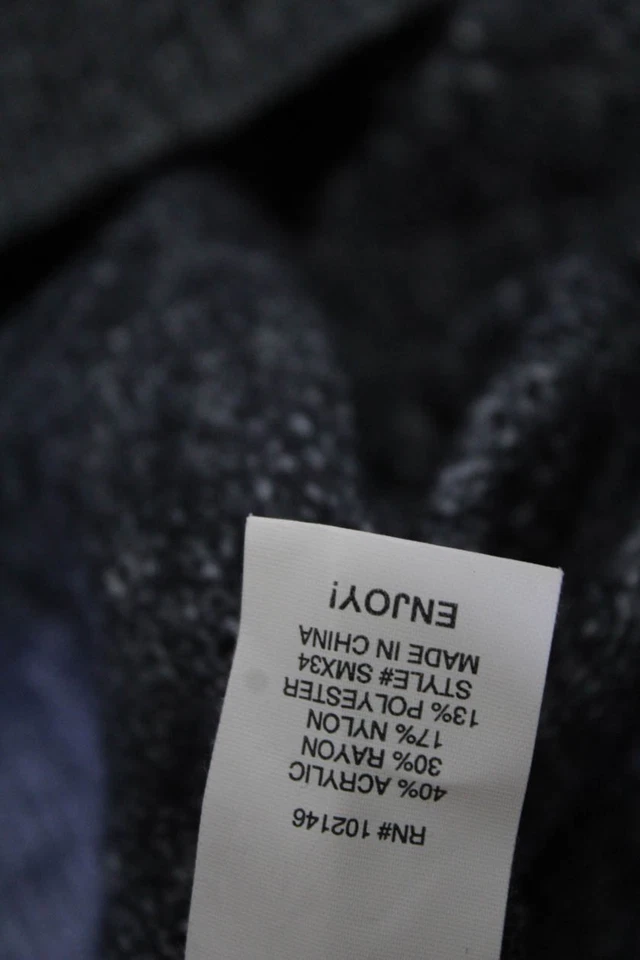 RN# 102146
40% ACRYLIC
30% RAYON
17% NYLON
13% POLYESTER
STYLE# SMX34
MADE IN CHINA
ENJOY!